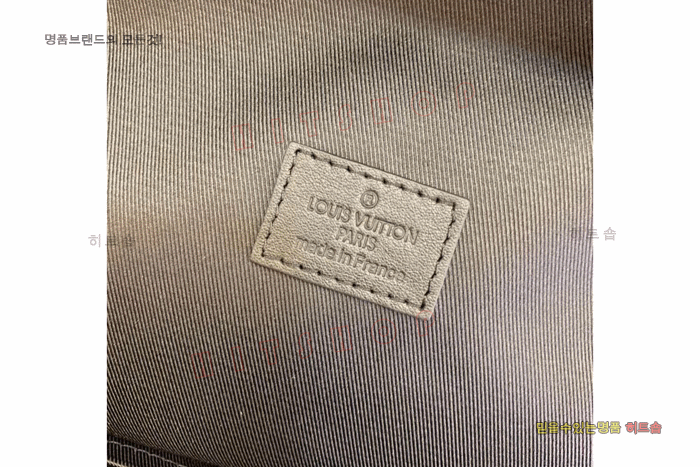 명품브랜드의 모든것!
히트숍
히트숍
®
LOUIS VUITTON
PARIS
made in France
믿을수있는명품 히트숍